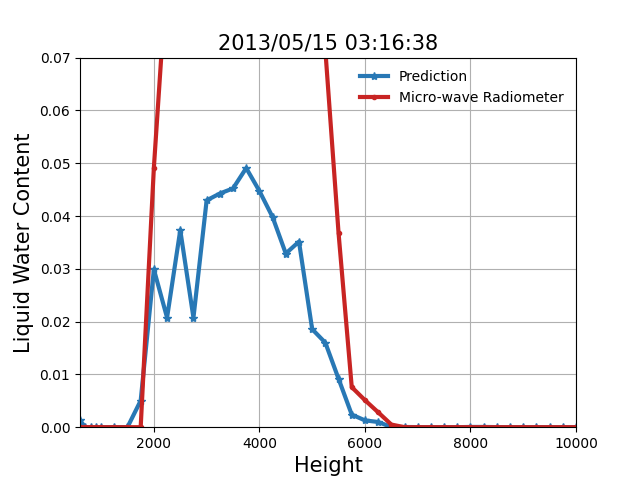 2013/05/15 03:16:38
Prediction
Micro-wave Radiometer
Liquid Water Content
0.07
0.06
0.05
0.04
0.03
0.02
0.01
0.00
2000 4000 6000 8000 10000
Height